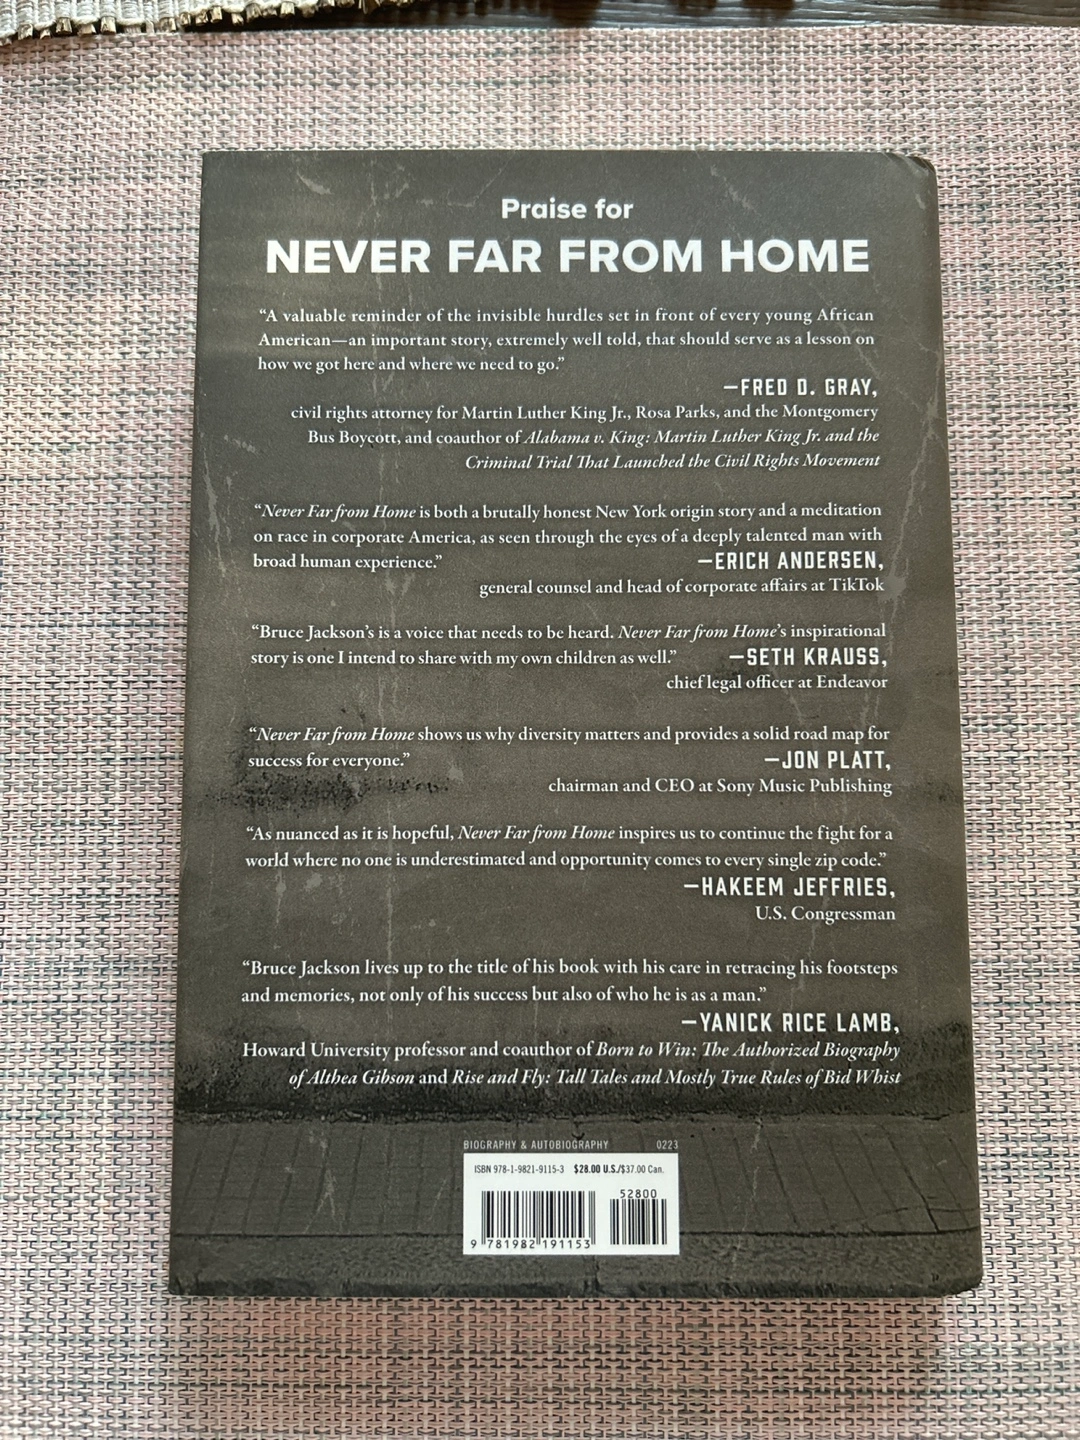 Praise for
NEVER FAR FROM HOME
“A valuable reminder of the invisible hurdles set in front of every young African
American—an important story, extremely well told, that should serve as a lesson on
how we got here and where we need to go.”
—FRED D. GRAY,
civil rights attorney for Martin Luther King Jr., Rosa Parks, and the Montgomery
Bus Boycott, and coauthor of Alabama v. King: Martin Luther King Jr. and the
Criminal Trial That Launched the Civil Rights Movement
“Never Far from Home is both a brutally honest New York origin story and a meditation
on race in corporate America, as seen through the eyes of a deeply talented man with
broad human experience.” —ERICH ANDERSEN,
general counsel and head of corporate affairs at TikTok
“Bruce Jackson’s is a voice that needs to be heard. Never Far from Home’s inspirational
story is one I intend to share with my own children as well.” —SETH KRAUSS,
chief legal officer at Endeavor
“Never Far from Home shows us why diversity matters and provides a solid road map for
success for everyone.” —JON PLATT,
chairman and CEO at Sony Music Publishing
“As nuanced as it is hopeful, Never Far from Home inspires us to continue the fight for a
world where no one is underestimated and opportunity comes to every single zip code.”
—HAKEEM JEFFRIES,
U.S. Congressman
“Bruce Jackson lives up to the title of his book with his care in retracing his footsteps
and memories, not only of his success but also of who he is as a man.”
—YANICK RICE LAMB,
Howard University professor and coauthor of Born to Win: The Authorized Biography
of Althea Gibson and Rise and Fly: Tall Tales and Mostly True Rules of Bid Whist
BIOGRAPHY & AUTOBIOGRAPHY 0223
ISBN 978-1-9821-9115-3 $28.00 U.S./$37.00 Can.
52800
9 781982 191153